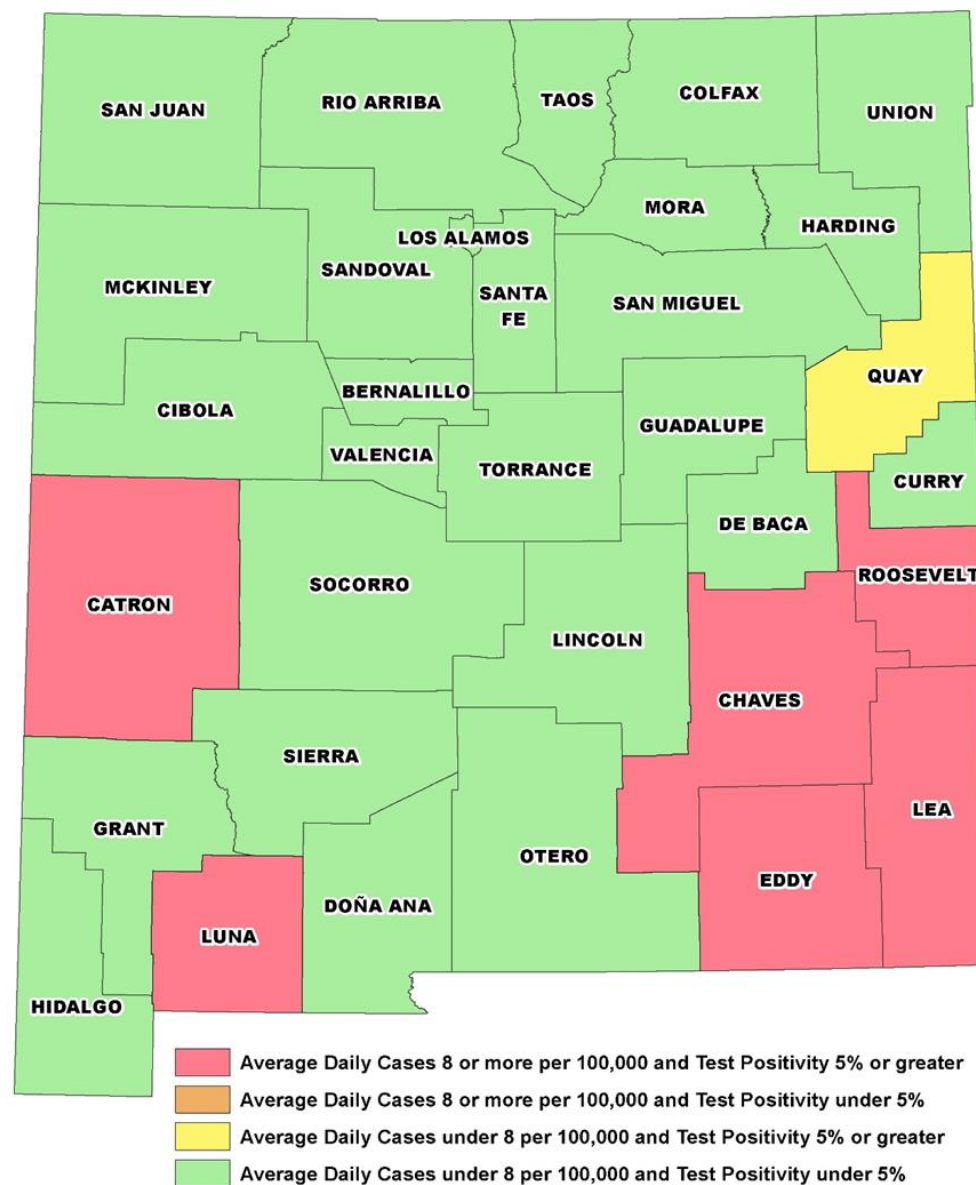 SAN JUAN
RIO ARRIBA
TAOS
COLFAX
UNION
MORA
HARDING
LOS ALAMOS
SANDOVAL
MCKINLEY
SANTA
FE
SAN MIGUEL
QUAY
BERNALILLO
CIBOLA
GUADALUPE
VALENCIA
TORRANCE
CURRY
DE BACA
ROOSEVELT
CATRON
SOCORRO
LINCOLN
CHAVES
SIERRA
LEA
GRANT
OTERO
EDDY
DOÑA ANA
LUNA
HIDALGO
Average Daily Cases 8 or more per 100,000 and Test Positivity 5% or greater
Average Daily Cases 8 or more per 100,000 and Test Positivity under 5%
Average Daily Cases under 8 per 100,000 and Test Positivity 5% or greater
Average Daily Cases under 8 per 100,000 and Test Positivity under 5%